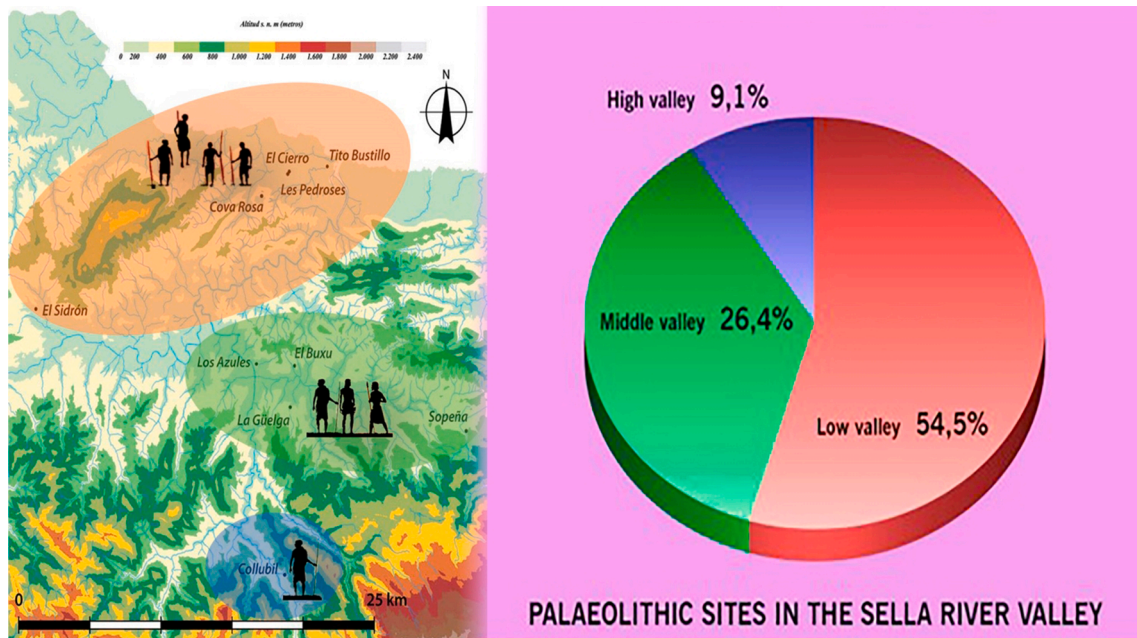 Altitud s. n. m (metros)
0 200 400 600 800 1.000 1.200 1.400 1.600 1.800 2.000 2.200 2.400
N
El Cierro
Tito Bustillo
Les Pedroses
Cova Rosa
El Sidrón
Los Azules
El Buxu
La Güelga
Sopeña
Collubil
0
25 km
High valley 9,1%
Middle valley 26,4%
Low valley 54,5%
PALAEOLITHIC SITES IN THE SELLA RIVER VALLEY